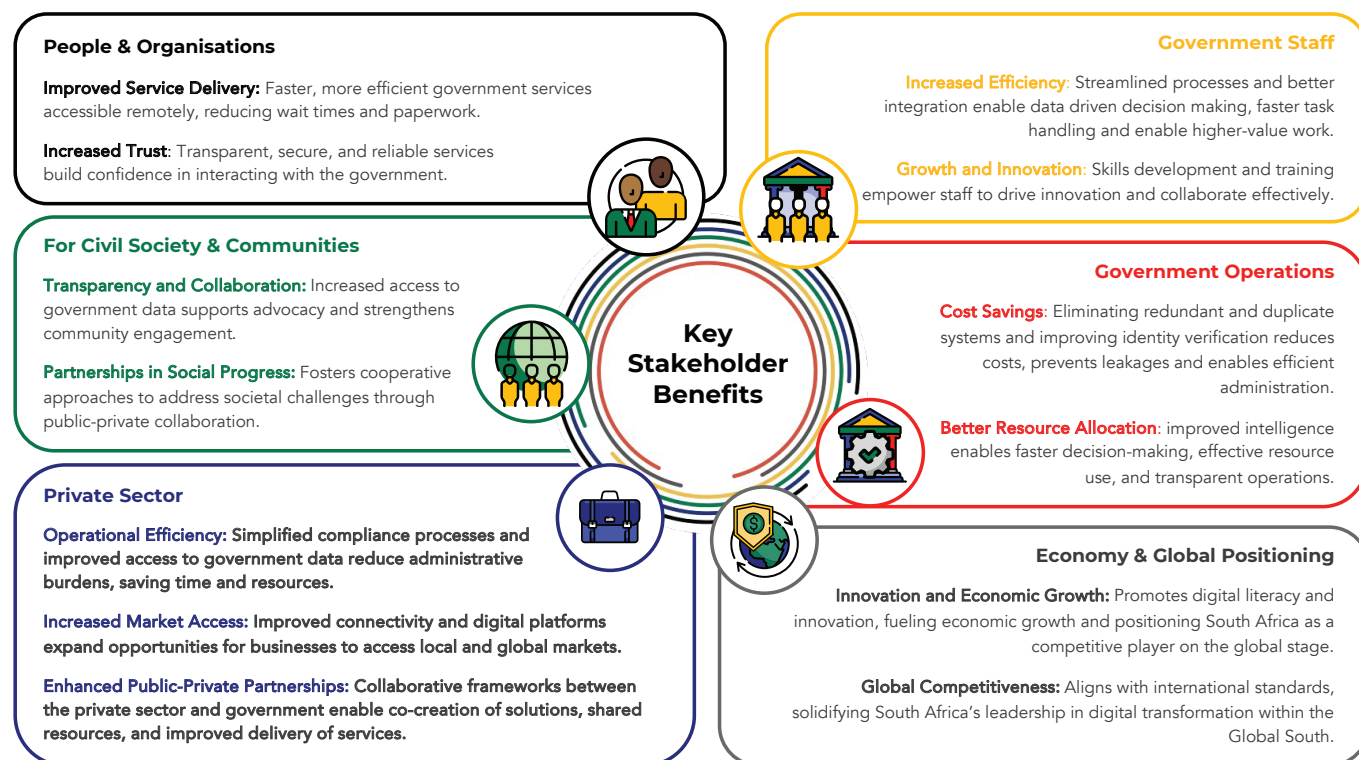 People & Organisations
Improved Service Delivery: Faster, more efficient government services
accessible remotely, reducing wait times and paperwork.
Increased Trust: Transparent, secure, and reliable services
build confidence in interacting with the government.
For Civil Society & Communities
Transparency and Collaboration: Increased access to
government data supports advocacy and strengthens
community engagement.
Partnerships in Social Progress: Fosters cooperative
approaches to address societal challenges through
public-private collaboration.
Private Sector
Operational Efficiency: Simplified compliance processes and
improved access to government data reduce administrative
burdens, saving time and resources.
Increased Market Access: Improved connectivity and digital platforms
expand opportunities for businesses to access local and global markets.
Enhanced Public-Private Partnerships: Collaborative frameworks between
the private sector and government enable co-creation of solutions, shared
resources, and improved delivery of services.
Key
Stakeholder
Benefits
Government Staff
Increased Efficiency: Streamlined processes and better
integration enable data driven decision making, faster task
handling and enable higher-value work.
Growth and Innovation: Skills development and training
empower staff to drive innovation and collaborate effectively.
Government Operations
Cost Savings: Eliminating redundant and duplicate
systems and improving identity verification reduces
costs, prevents leakages and enables efficient
administration.
Better Resource Allocation: improved intelligence
enables faster decision-making, effective resource
use, and transparent operations.
$
Economy & Global Positioning
Innovation and Economic Growth: Promotes digital literacy and
innovation, fueling economic growth and positioning South Africa as a
competitive player on the global stage.
Global Competitiveness: Aligns with international standards,
solidifying South Africa’s leadership in digital transformation within the
Global South.